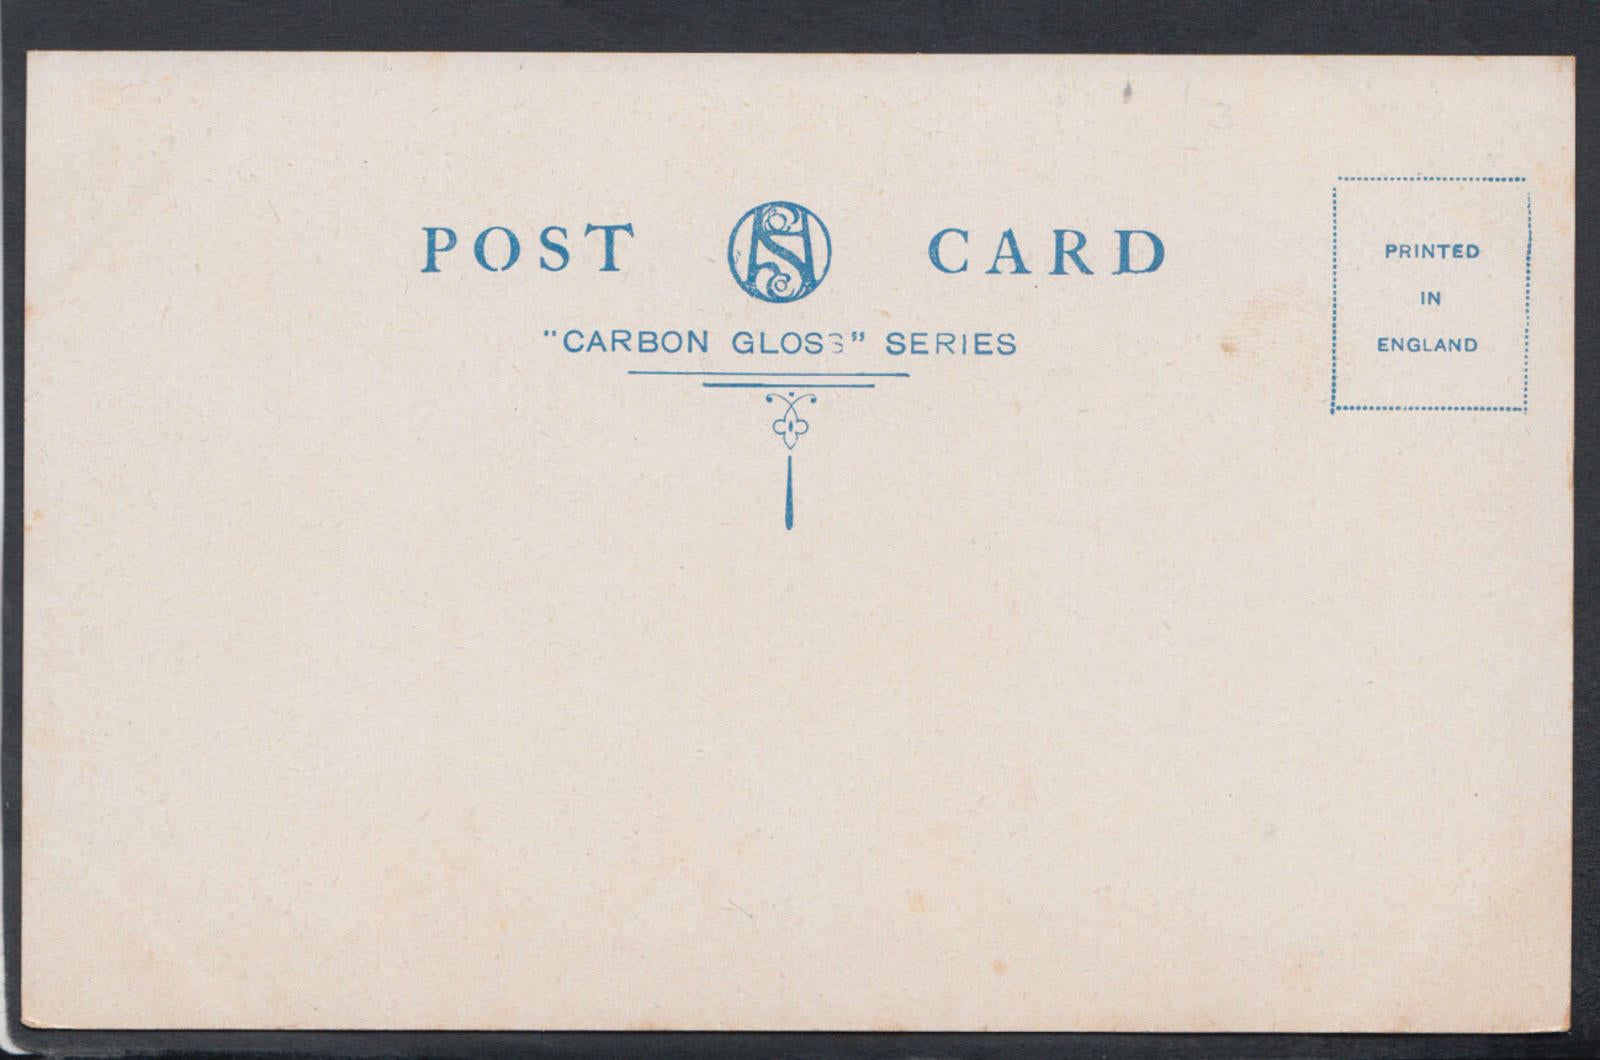 POST CARD
"CARBON GLOSS" SERIES
PRINTED
IN
ENGLAND